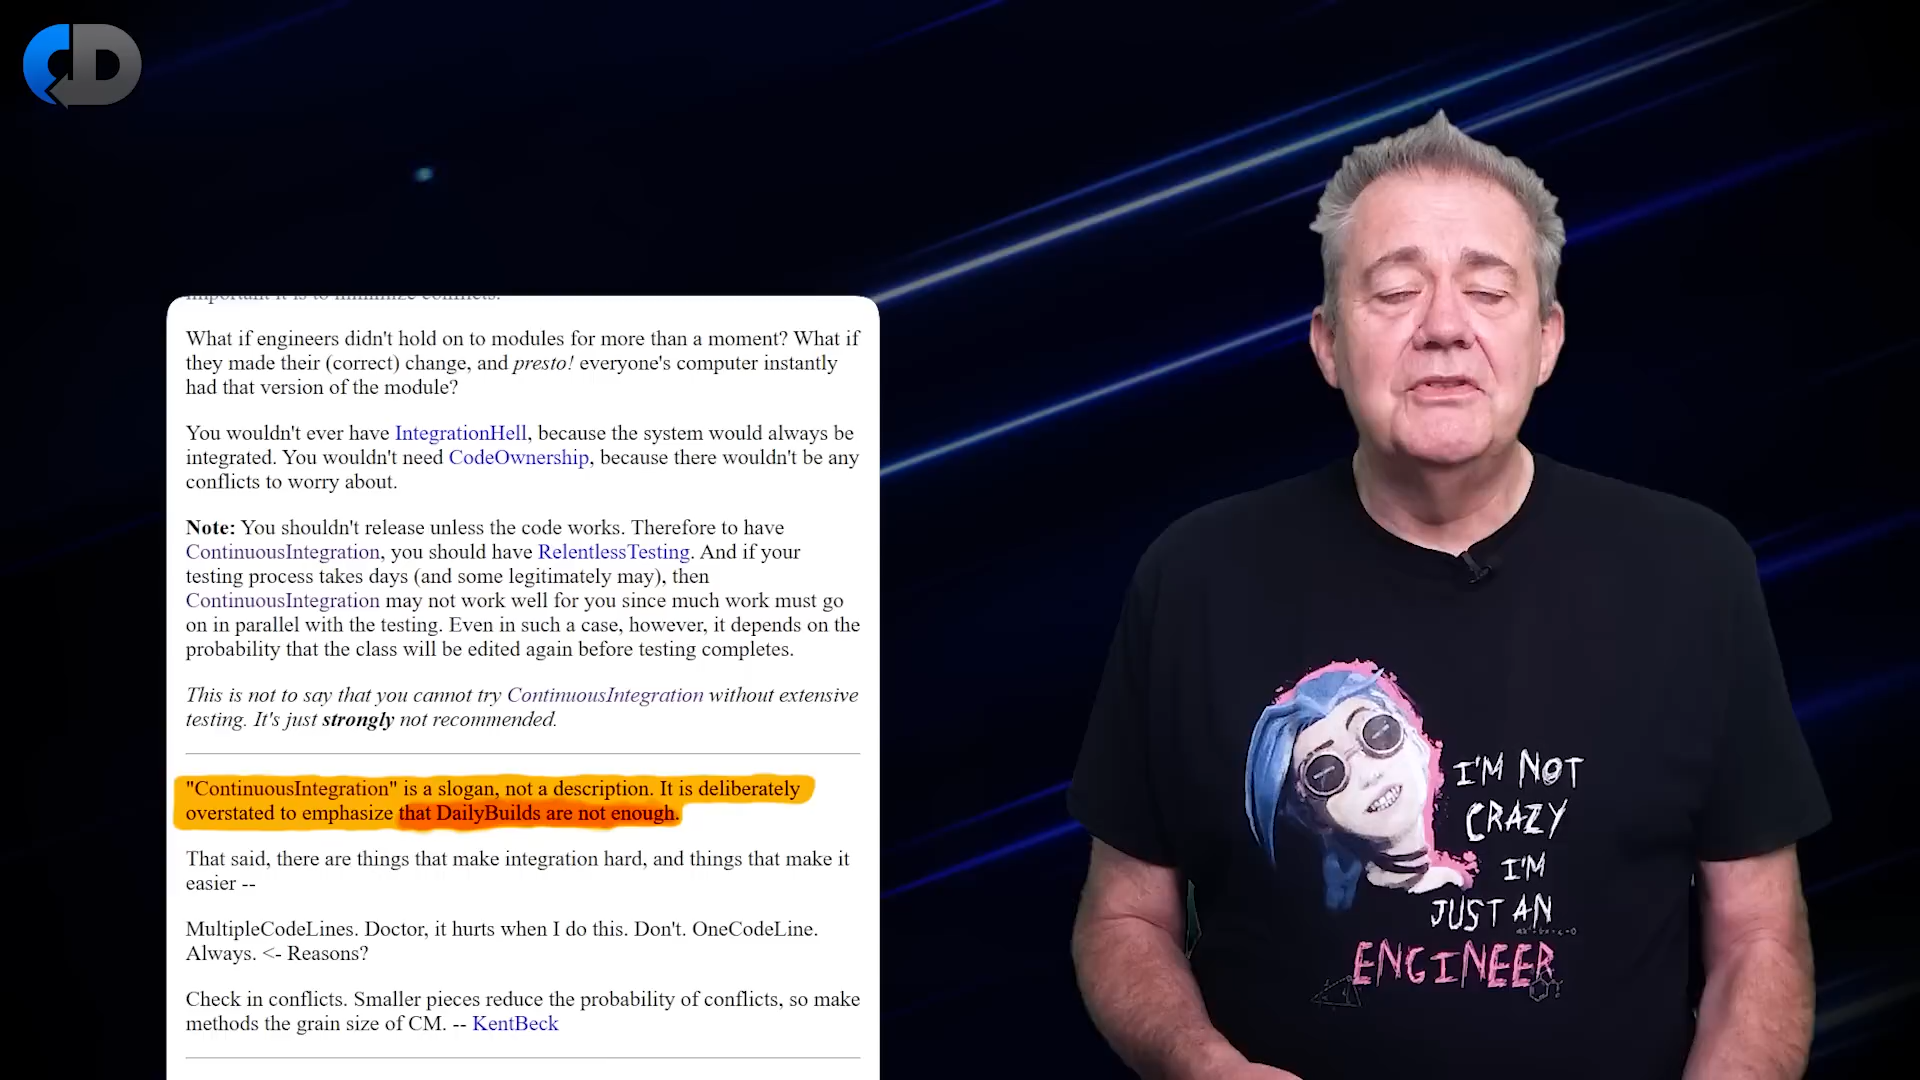 CD
important it is to minimize conflicts.
What if engineers didn't hold on to modules for more than a moment? What if
they made their (correct) change, and presto! everyone's computer instantly
had that version of the module?
You wouldn't ever have IntegrationHell, because the system would always be
integrated. You wouldn't need CodeOwnership, because there wouldn't be any
conflicts to worry about.
Note: You shouldn't release unless the code works. Therefore to have
ContinuousIntegration, you should have RelentlessTesting. And if your
testing process takes days (and some legitimately may), then
ContinuousIntegration may not work well for you since much work must go
on in parallel with the testing. Even in such a case, however, it depends on the
probability that the class will be edited again before testing completes.
This is not to say that you cannot try ContinuousIntegration without extensive
testing. It's just strongly not recommended.
"ContinuousIntegration" is a slogan, not a description. It is deliberately
overstated to emphasize that DailyBuilds are not enough.
That said, there are things that make integration hard, and things that make it
easier --
MultipleCodeLines. Doctor, it hurts when I do this. Don't. OneCodeLine.
Always. <- Reasons?
Check in conflicts. Smaller pieces reduce the probability of conflicts, so make
methods the grain size of CM. -- KentBeck
I'M NOT
CRAZY
I'M
JUST AN
ENGINEER